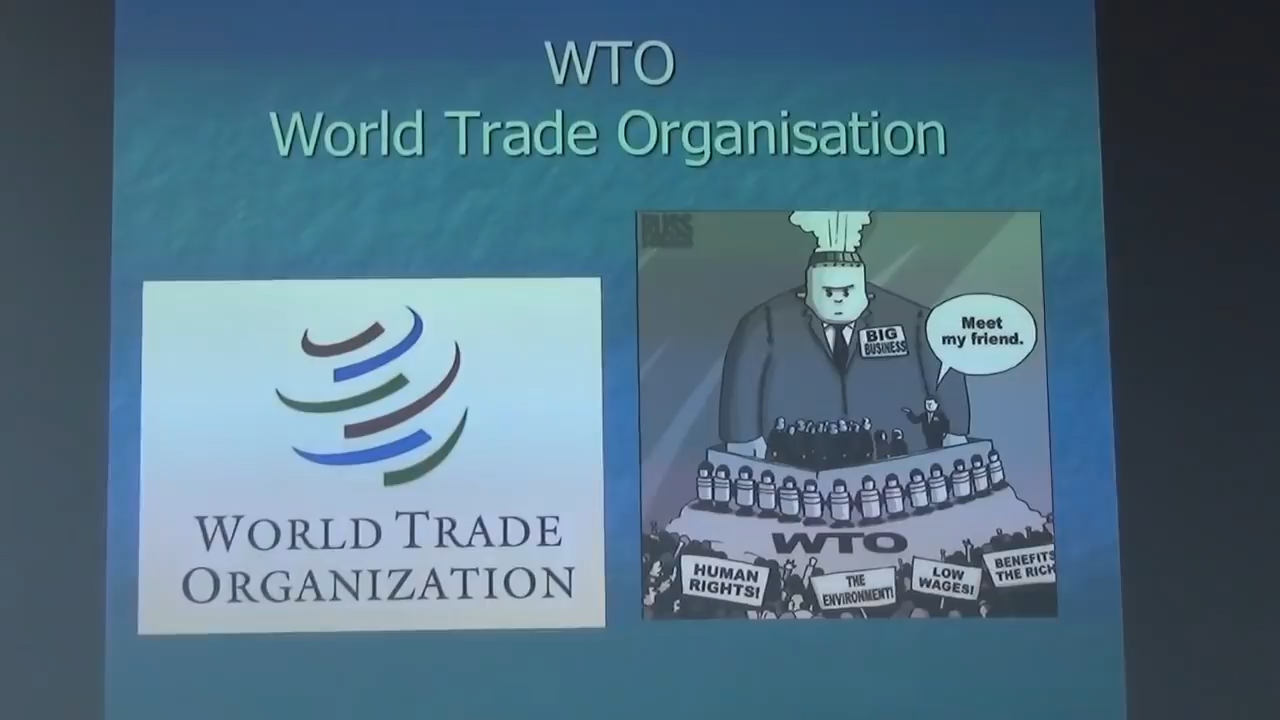 WTO
World Trade Organisation
WORLD TRADE
ORGANIZATION
RUSS
BIG
BUSINESS
Meet
my friend.
WTO
HUMAN
RIGHTS!
THE
ENVIRONMENT!
LOW
WAGES!
BENEFITS
THE RICH